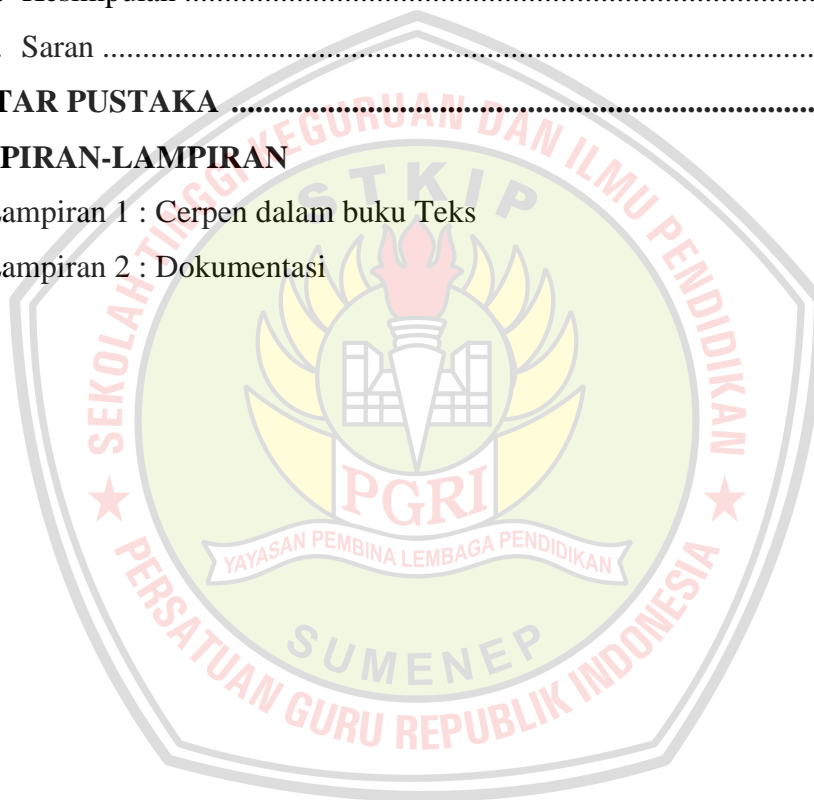 Saran ........................................................................................
TAR PUSTAKA ........................................................................
PIRAN-LAMPIRAN
ampiran 1 : Cerpen dalam buku Teks
ampiran 2 : Dokumentasi
SEKOLAH TINGGI KEGURUAN DAN ILMU PENDIDIKAN
STKIP
PGRI
YAYASAN PEMBINA LEMBAGA PENDIDIKAN
SUMENEP
★ PERSATUAN GURU REPUBLIK INDONESIA ★